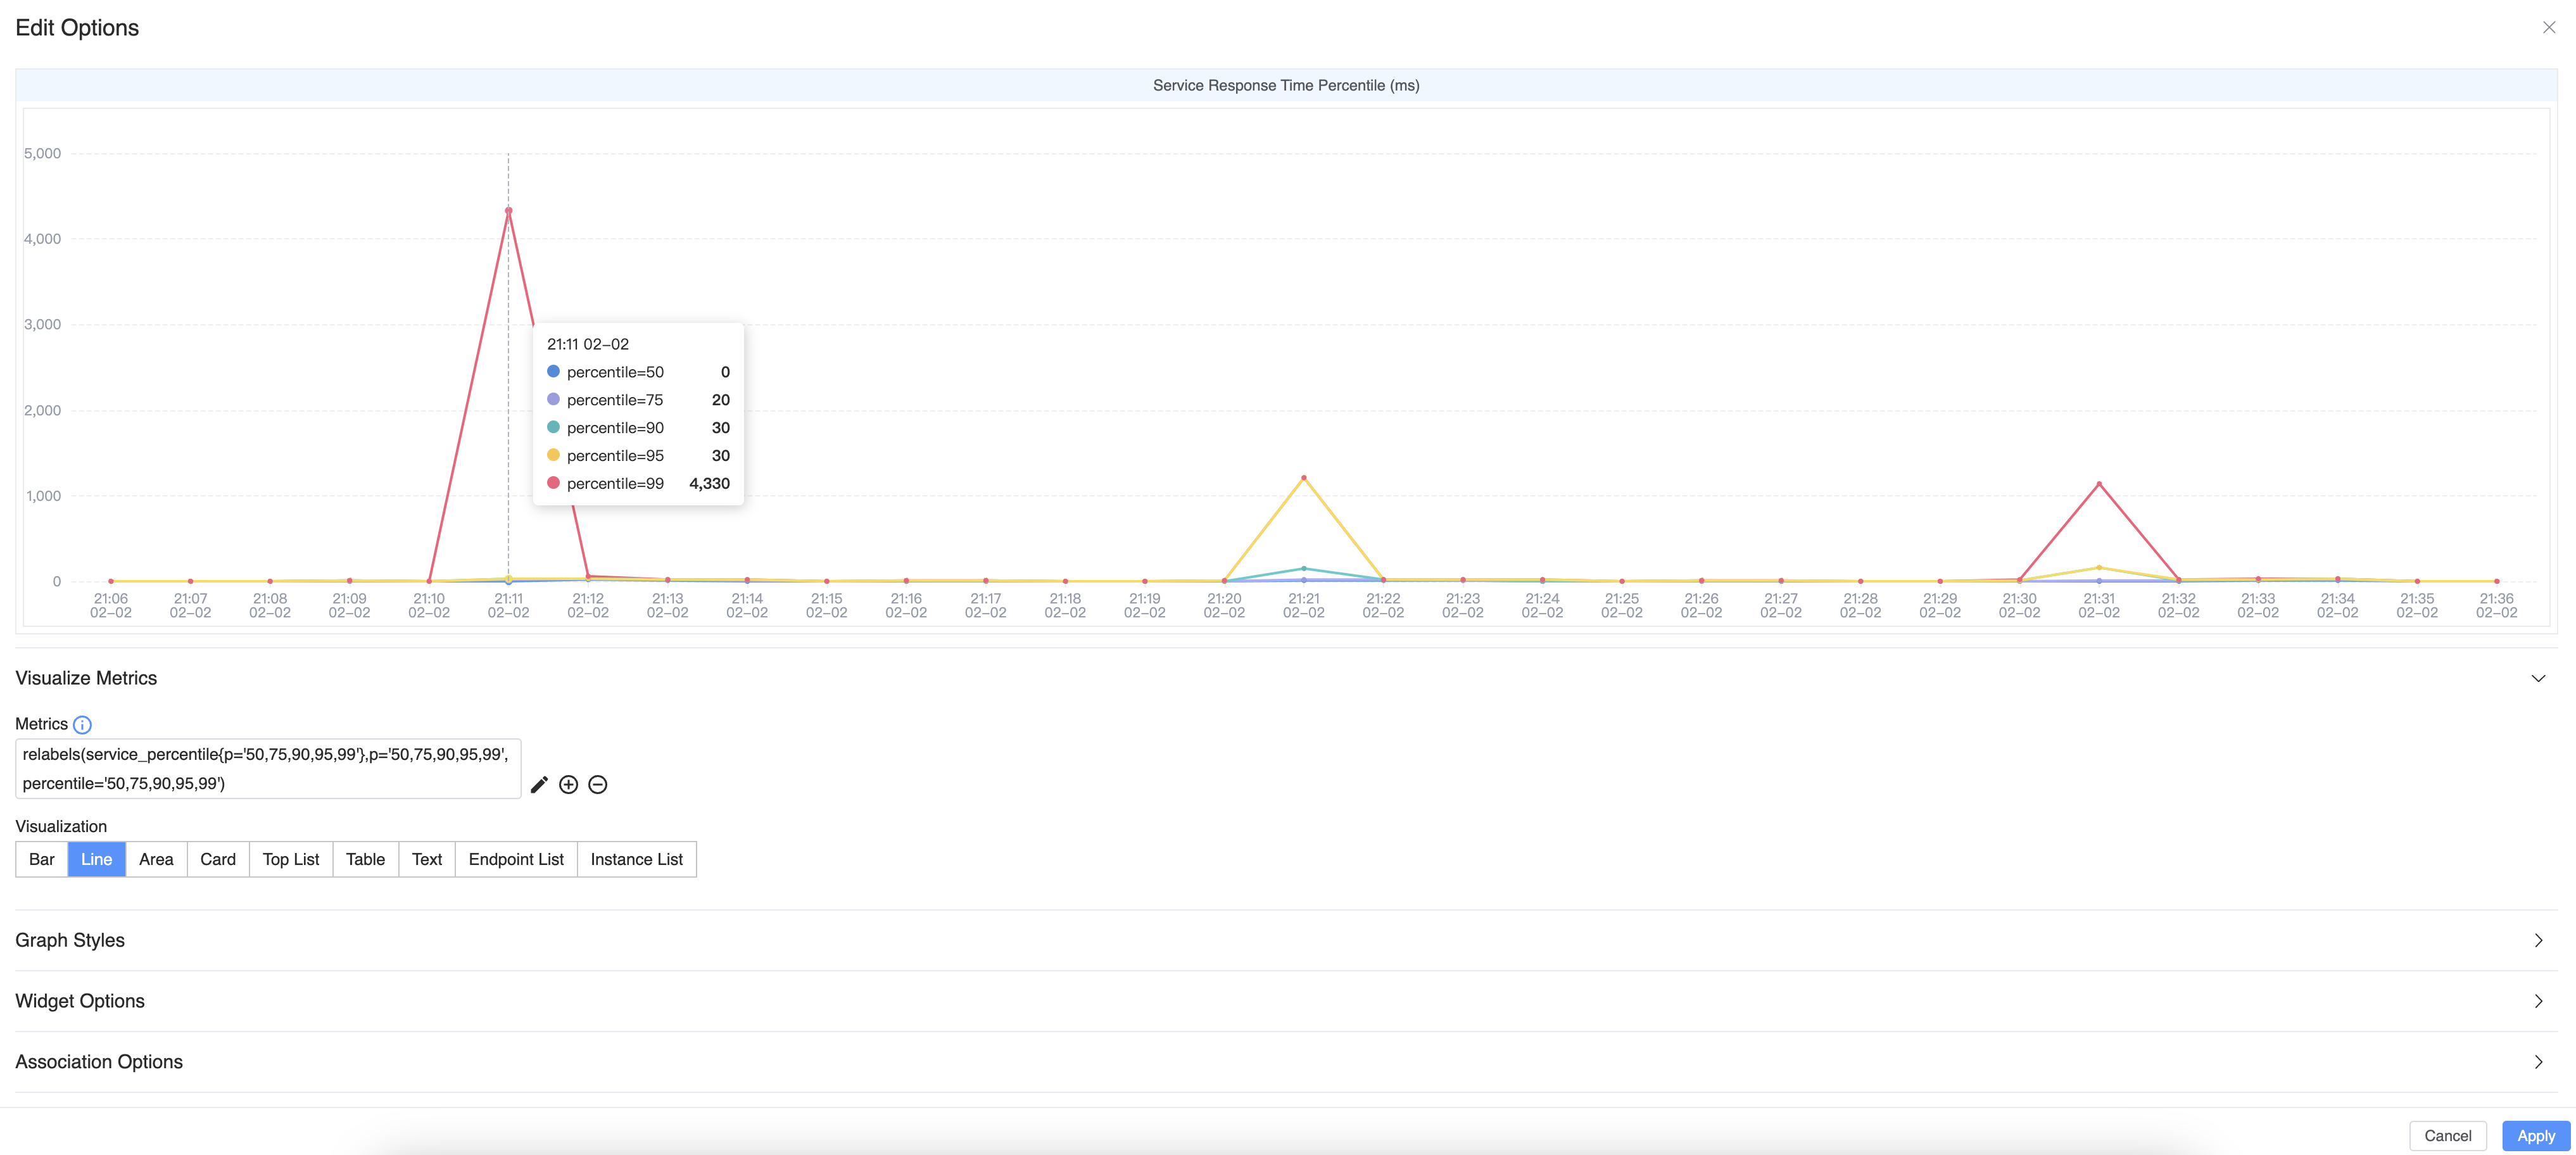 Edit Options
Service Response Time Percentile (ms)
5,000
4,000
3,000
2,000
1,000
0
21:11 02–02
percentile=50 0
percentile=75 20
percentile=90 30
percentile=95 30
percentile=99 4,330
21:06 21:07 21:08 21:09 21:10 21:11 21:12 21:13 21:14 21:15 21:16 21:17 21:18 21:19 21:20 21:21 21:22 21:23 21:24 21:25 21:26 21:27 21:28 21:29 21:30 21:31 21:32 21:33 21:34 21:35 21:36
02–02 02–02 02–02 02–02 02–02 02–02 02–02 02–02 02–02 02–02 02–02 02–02 02–02 02–02 02–02 02–02 02–02 02–02 02–02 02–02 02–02 02–02 02–02 02–02 02–02 02–02 02–02 02–02 02–02 02–02 02–02
Visualize Metrics
Metrics
relabels(service_percentile{p='50,75,90,95,99'},p='50,75,90,95,99',
percentile='50,75,90,95,99')
Visualization
Bar Line Area Card Top List Table Text Endpoint List Instance List
Graph Styles
Widget Options
Association Options
Cancel Apply